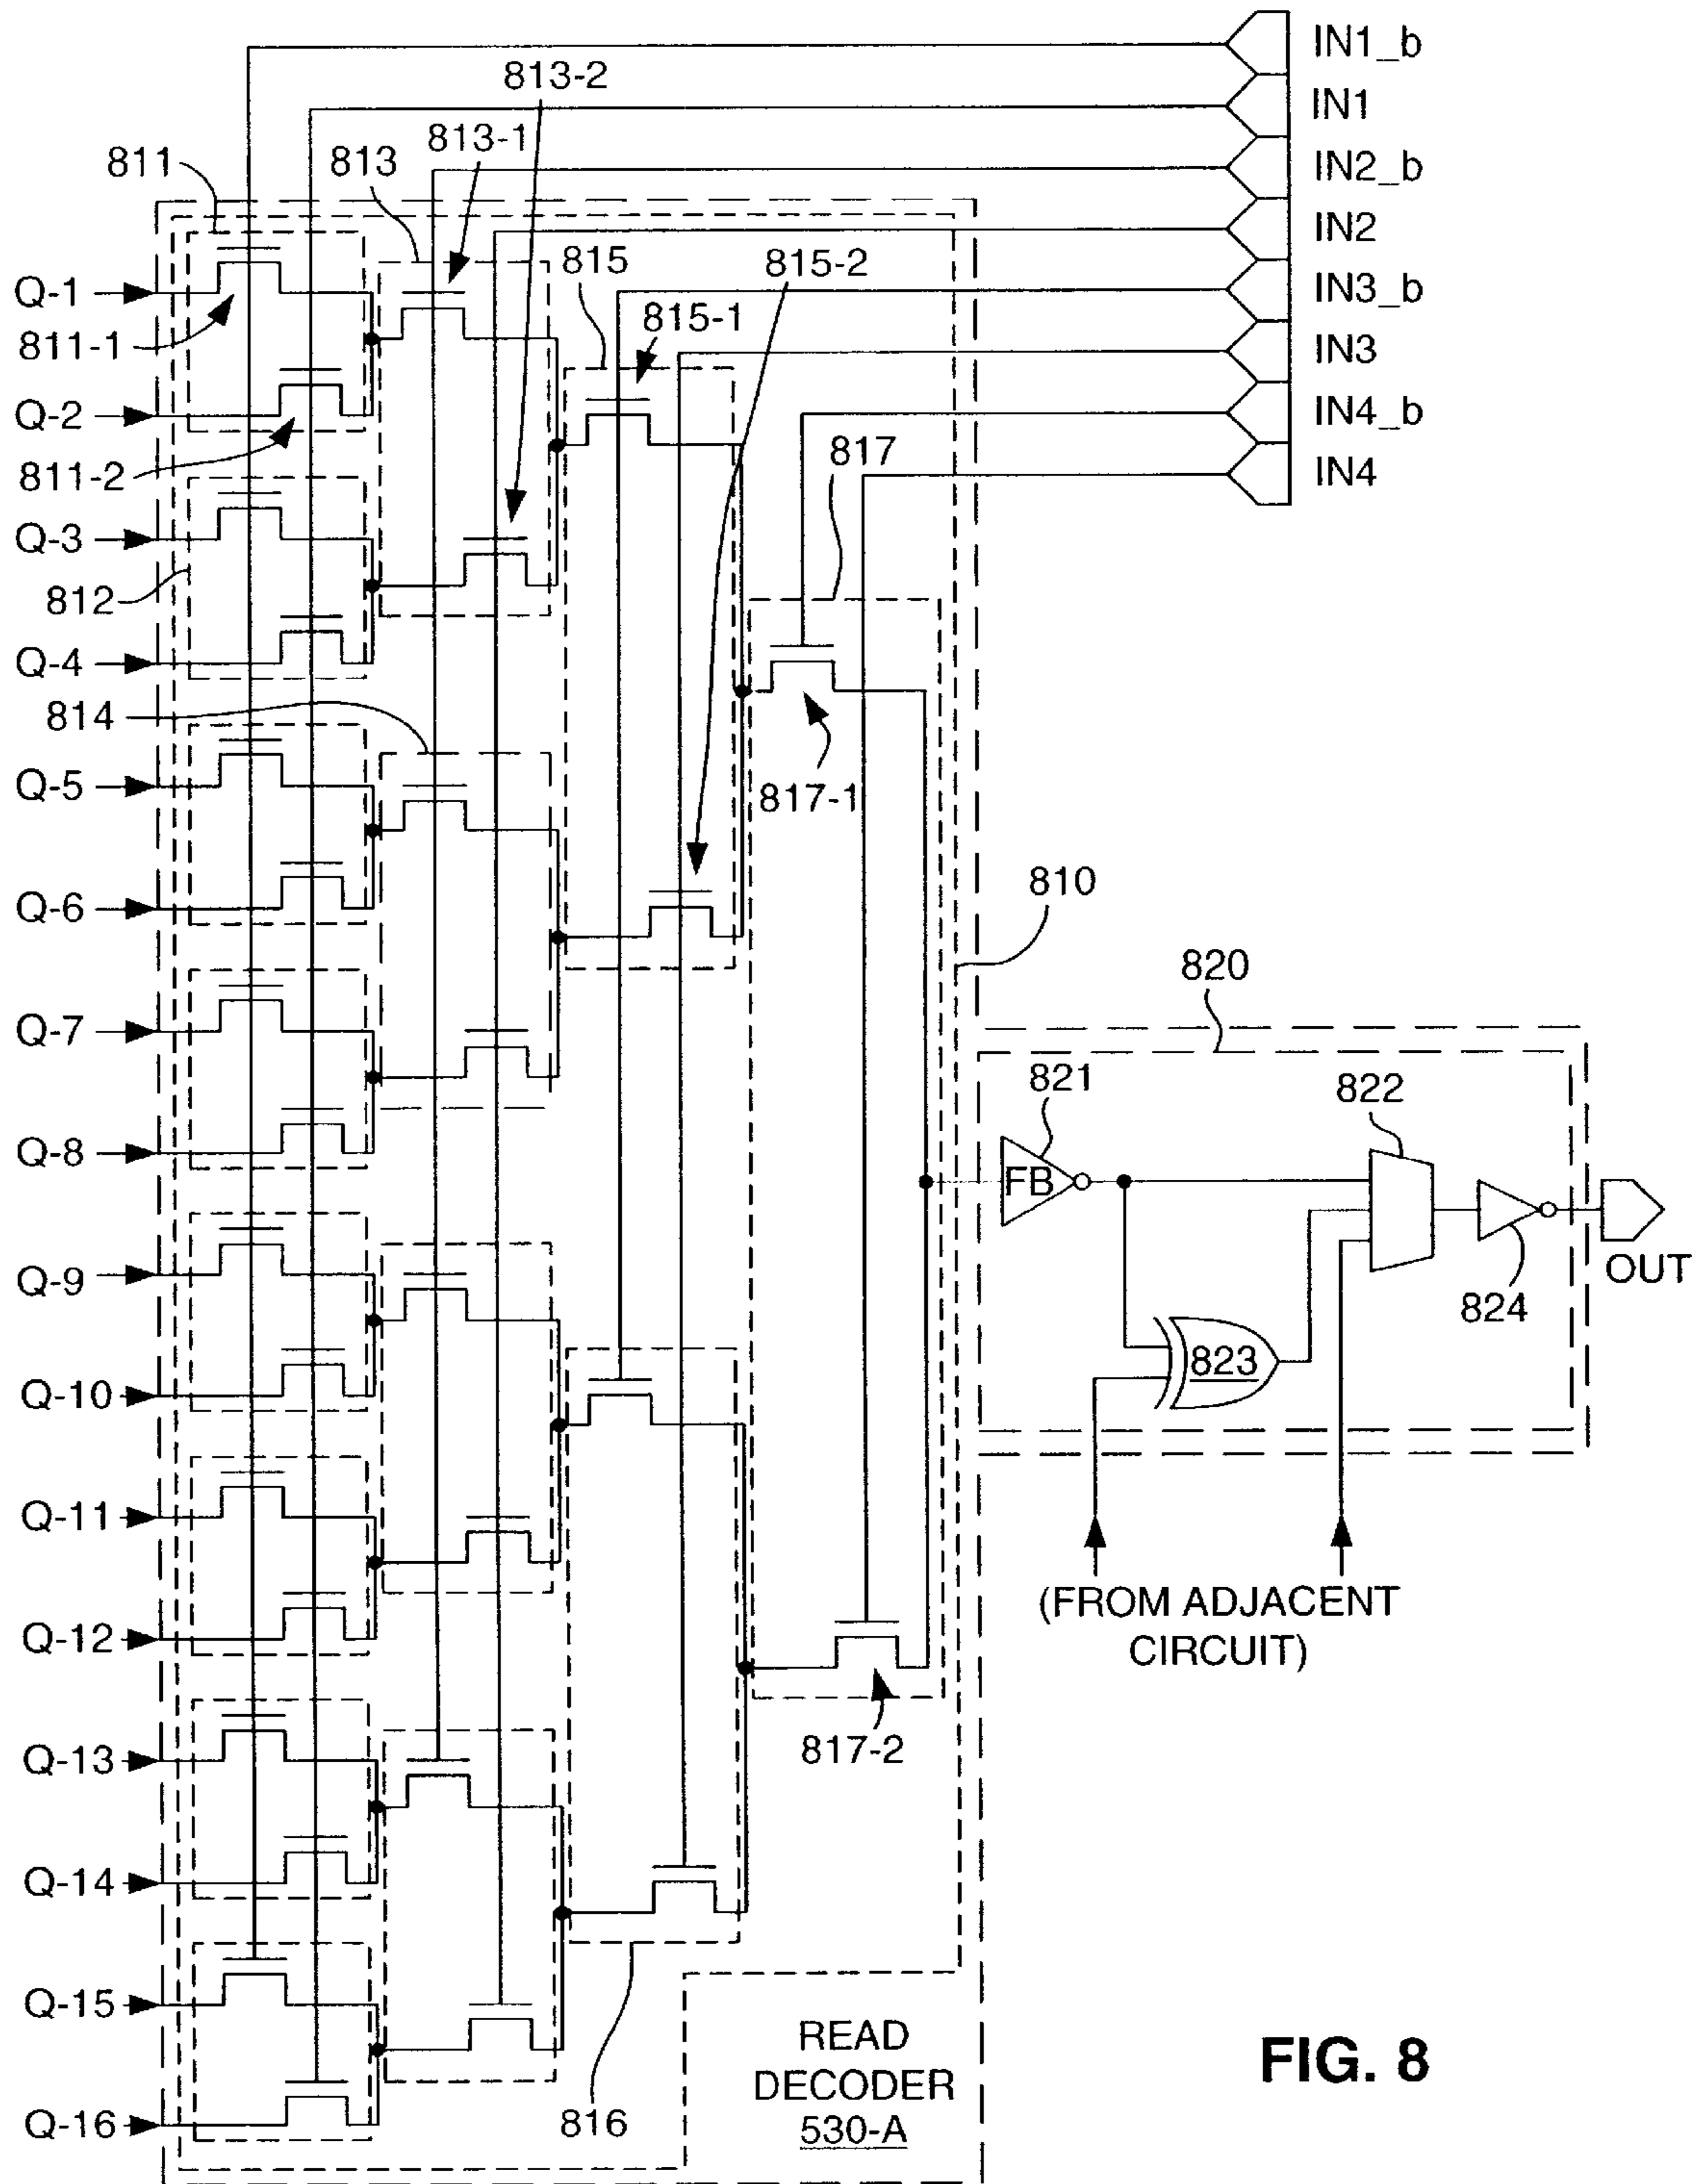 IN1_b
IN1
813-2
813-1
811
813
IN2_b
IN2
815
815-2
Q-1
IN3_b
815-1
811-1
IN3
Q-2
IN4_b
817
811-2
IN4
Q-3
812
Q-4
814
Q-5
817-1
810
Q-6
820
Q-7
821
822
Q-8
FB
Q-9
OUT
824
823
Q-10
Q-11
(FROM ADJACENT
CIRCUIT)
Q-12
817-2
Q-13
Q-14
Q-15
READ
DECODER
530-A
FIG. 8
816
Q-16